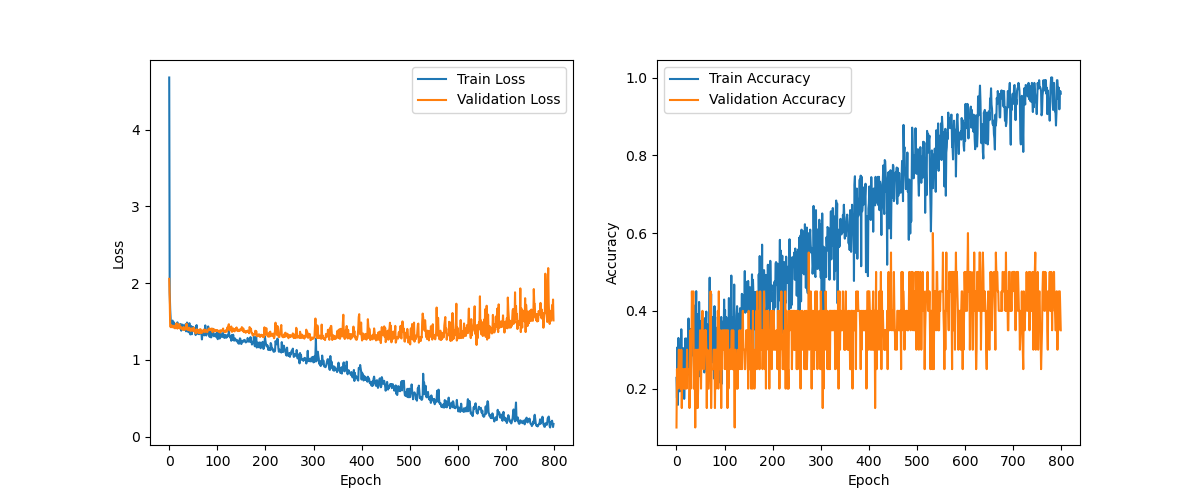 Train Loss
Validation Loss
Loss
4
3
2
1
0
0 100 200 300 400 500 600 700 800
Epoch
Train Accuracy
Validation Accuracy
Accuracy
1.0
0.8
0.6
0.4
0.2
0 100 200 300 400 500 600 700 800
Epoch